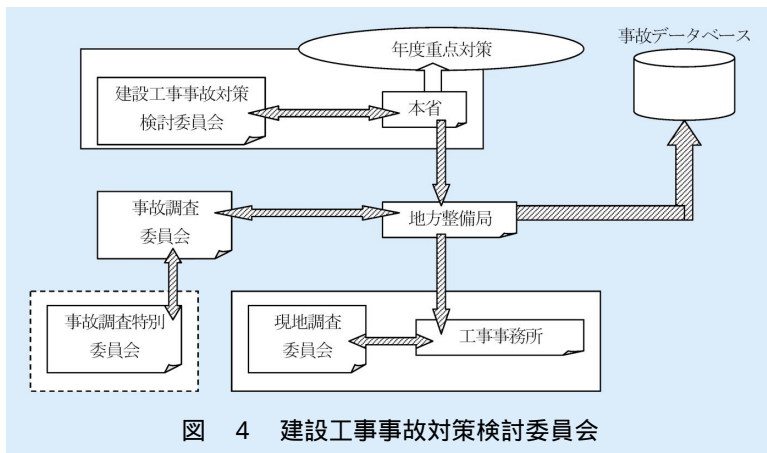 年度重点対策
事故データベース
建設工事事故対策
検討委員会
本省
事故調査
委員会
地方整備局
事故調査特別
委員会
現地調査
委員会
工事事務所
図 4 建設工事事故対策検討委員会